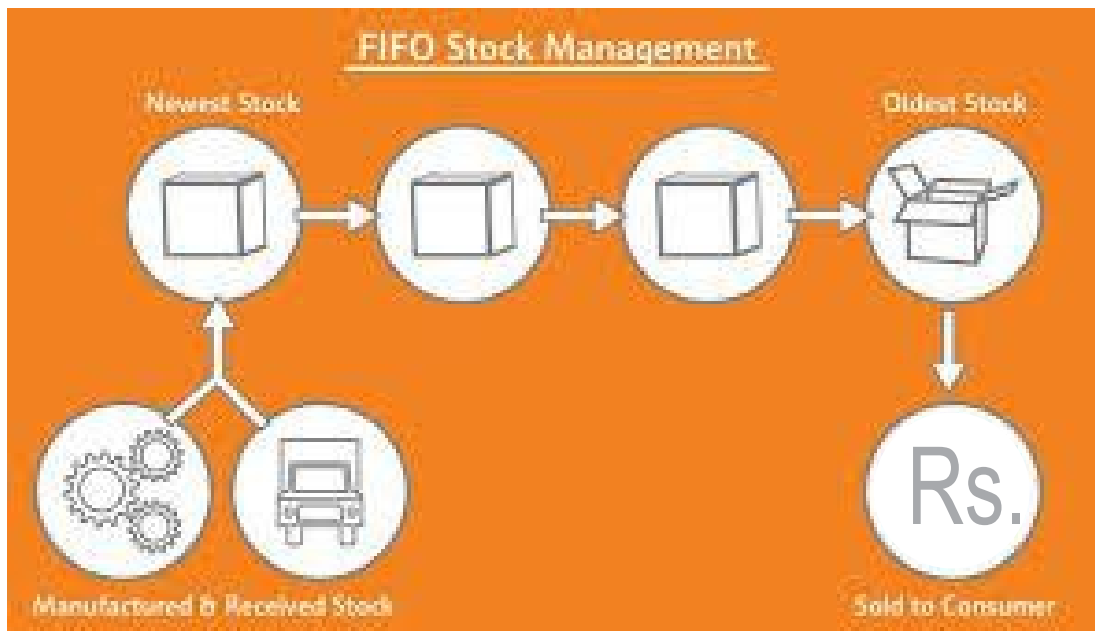 FIFO Stock Management
Newest Stock
Oldest Stock
Rs.
Manufactured & Received Stock
Sold to Consumer